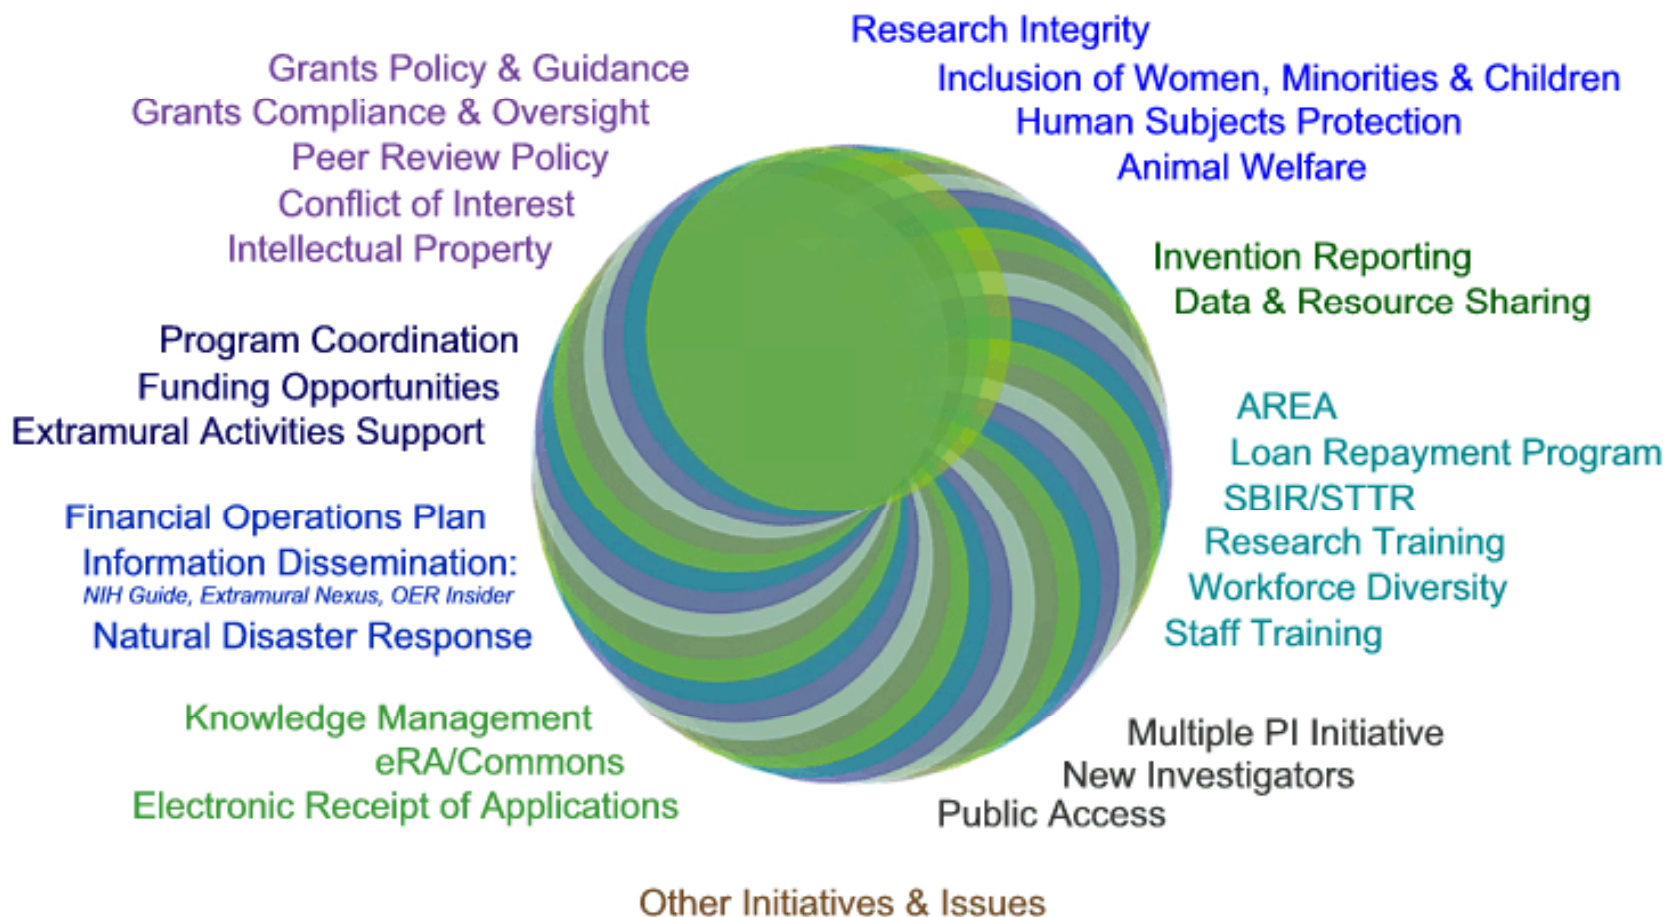 Grants Policy & Guidance
Grants Compliance & Oversight
Peer Review Policy
Conflict of Interest
Intellectual Property
Program Coordination
Funding Opportunities
Extramural Activities Support
Financial Operations Plan
Information Dissemination:
NIH Guide, Extramural Nexus, OER Insider
Natural Disaster Response
Knowledge Management
eRA/Commons
Electronic Receipt of Applications
Research Integrity
Inclusion of Women, Minorities & Children
Human Subjects Protection
Animal Welfare
Invention Reporting
Data & Resource Sharing
AREA
Loan Repayment Program
SBIR/STTR
Research Training
Workforce Diversity
Staff Training
Multiple PI Initiative
New Investigators
Public Access
Other Initiatives & Issues